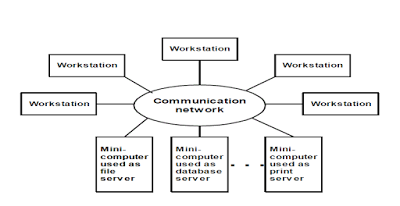 Workstation
Workstation
Workstation
Workstation
Workstation
Communication
network
Mini-
computer
used as
file
server
Mini-
computer
used as
database
server
. . .
Mini-
computer
used as
print
server